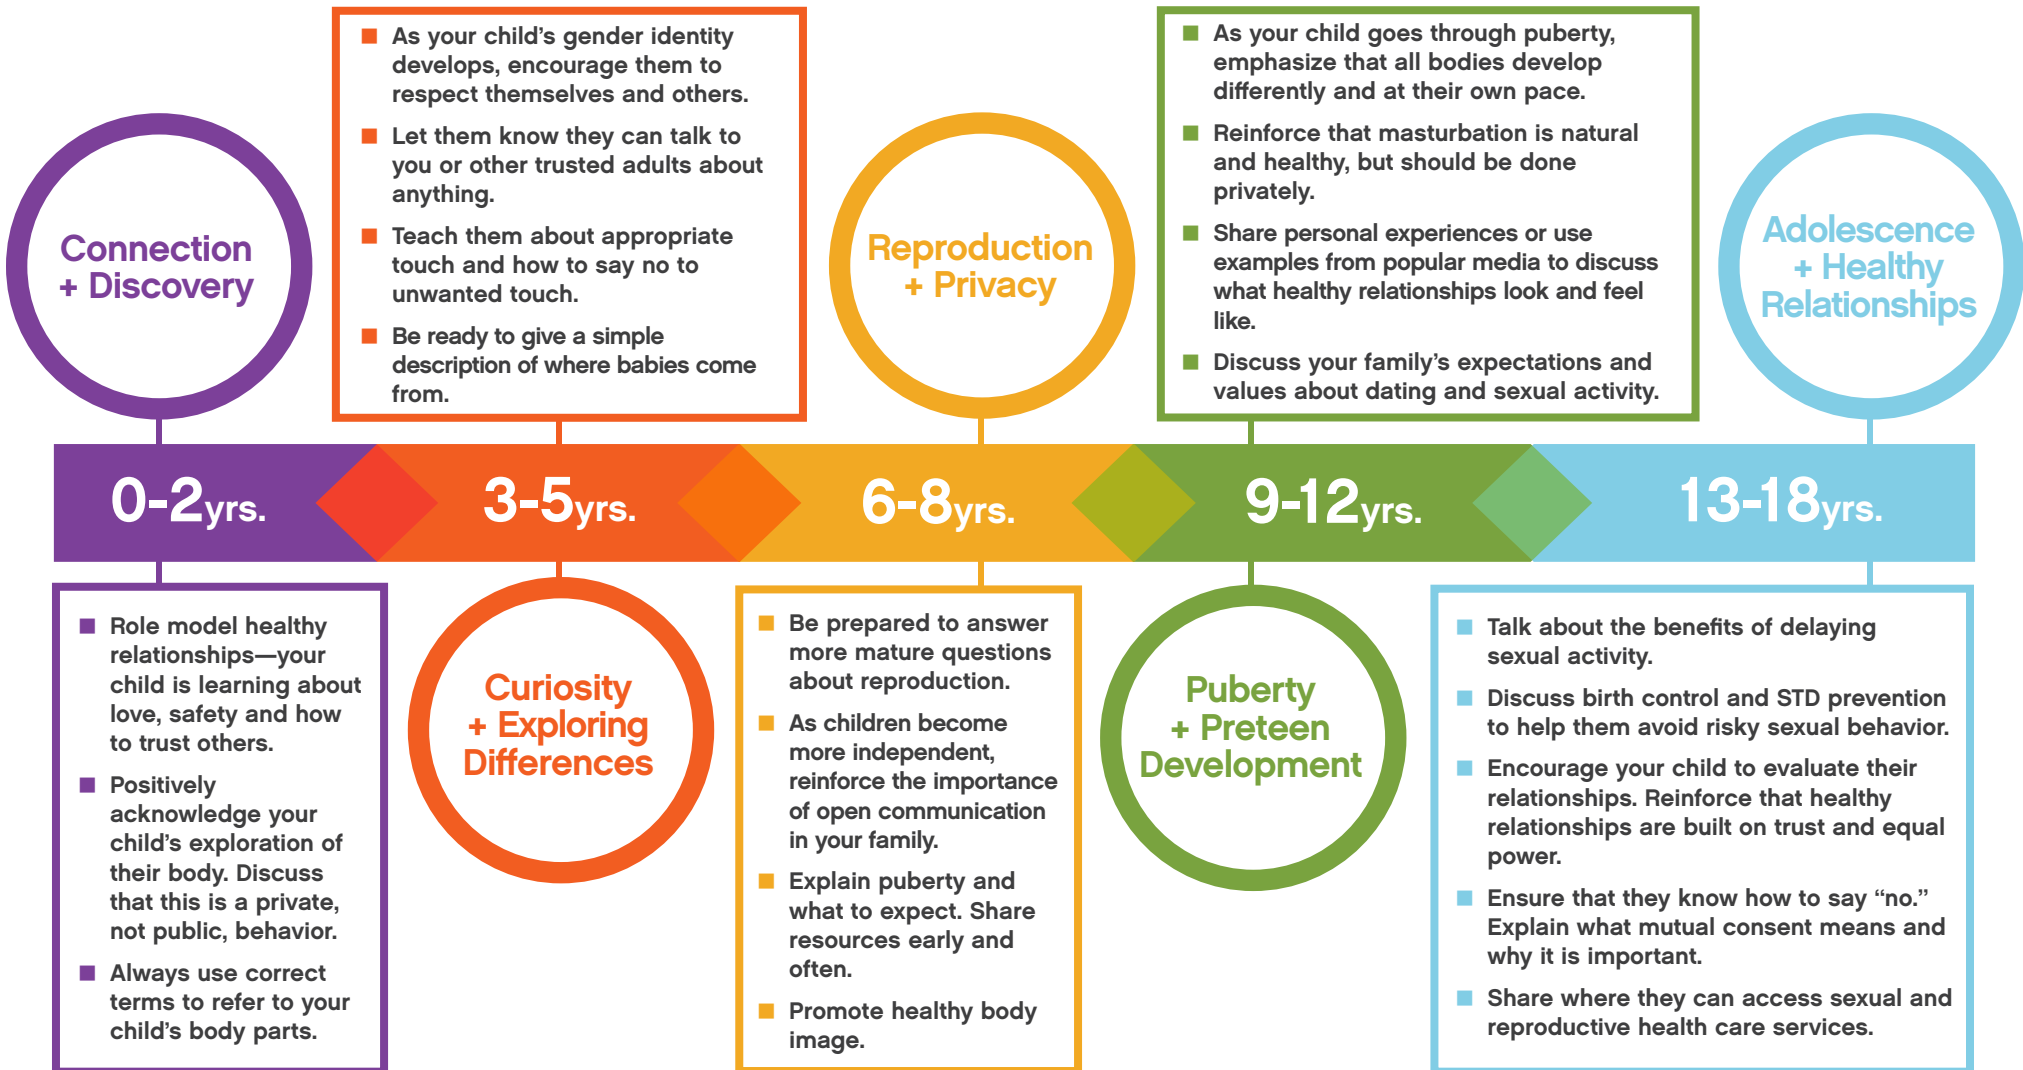 Connection
+ Discovery
0-2yrs.
Role model healthy
relationships—your
child is learning about
love, safety and how
to trust others.
Positively
acknowledge your
child’s exploration of
their body. Discuss
that this is a private,
not public, behavior.
Always use correct
terms to refer to your
child’s body parts.
As your child’s gender identity
develops, encourage them to
respect themselves and others.
Let them know they can talk to
you or other trusted adults about
anything.
Teach them about appropriate
touch and how to say no to
unwanted touch.
Be ready to give a simple
description of where babies come
from.
3-5yrs.
Curiosity
+ Exploring
Differences
Reproduction
+ Privacy
6-8yrs.
Be prepared to answer
more mature questions
about reproduction.
As children become
more independent,
reinforce the importance
of open communication
in your family.
Explain puberty and
what to expect. Share
resources early and
often.
Promote healthy body
image.
As your child goes through puberty,
emphasize that all bodies develop
differently and at their own pace.
Reinforce that masturbation is natural
and healthy, but should be done
privately.
Share personal experiences or use
examples from popular media to discuss
what healthy relationships look and feel
like.
Discuss your family’s expectations and
values about dating and sexual activity.
9-12yrs.
Puberty
+ Preteen
Development
Adolescence
+ Healthy
Relationships
13-18yrs.
Talk about the benefits of delaying
sexual activity.
Discuss birth control and STD prevention
to help them avoid risky sexual behavior.
Encourage your child to evaluate their
relationships. Reinforce that healthy
relationships are built on trust and equal
power.
Ensure that they know how to say “no.”
Explain what mutual consent means and
why it is important.
Share where they can access sexual and
reproductive health care services.